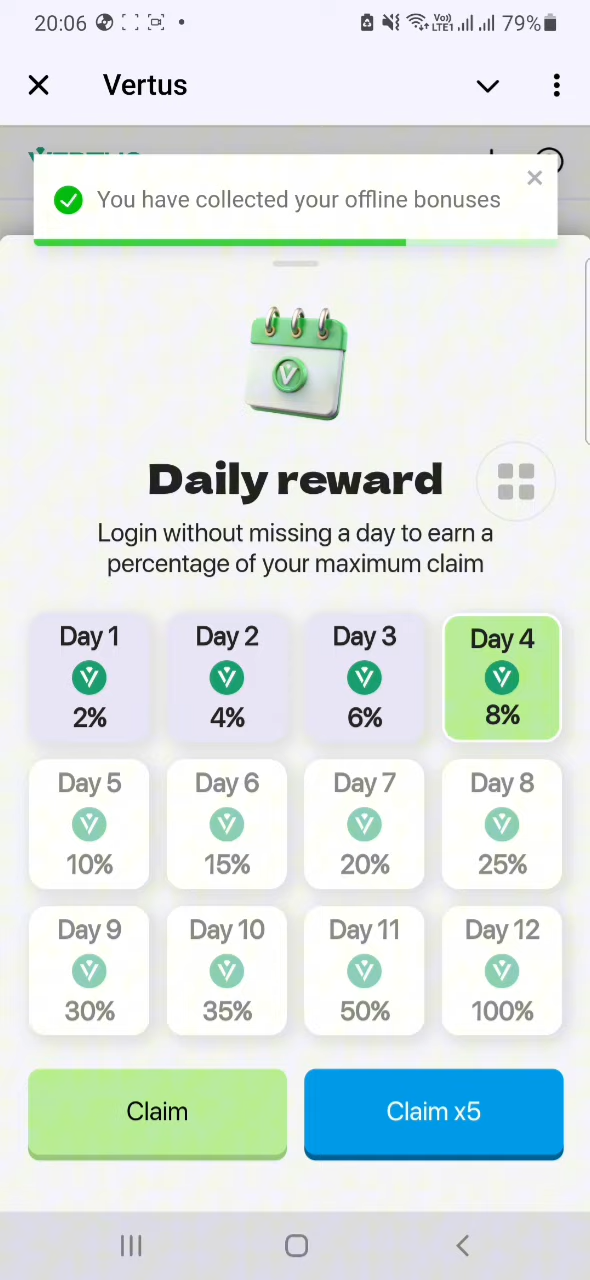 20:06
Vo))
LTE1
79%
Vertus
You have collected your offline bonuses
Daily reward
Login without missing a day to earn a
percentage of your maximum claim
Day 1
2%
Day 2
4%
Day 3
6%
Day 4
8%
Day 5
10%
Day 6
15%
Day 7
20%
Day 8
25%
Day 9
30%
Day 10
35%
Day 11
50%
Day 12
100%
Claim
Claim x5